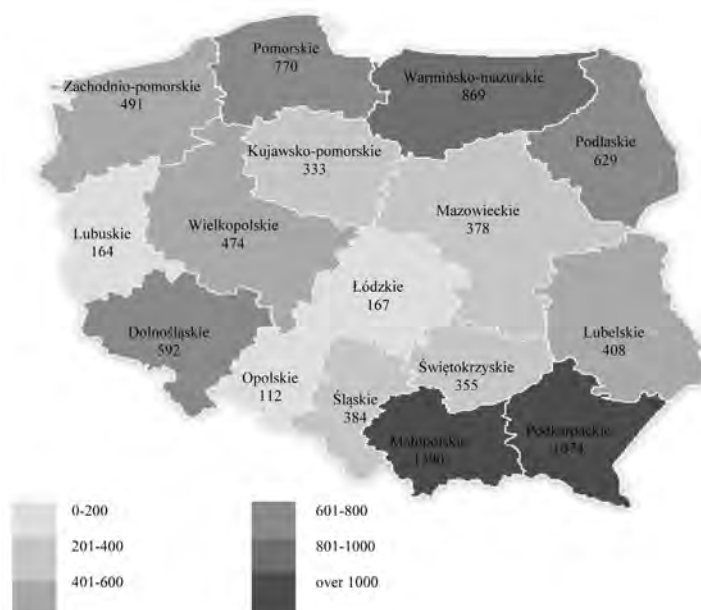 Pomorskie
770
Warmińsko-mazurskie
869
Zachodnio-pomorskie
491
Podlaskie
629
Kujawsko-pomorskie
333
Mazowieckie
378
Wielkopolskie
474
Lubuskie
164
Łódzkie
167
Dolnośląskie
592
Lubelskie
408
Świętokrzyskie
355
Opolskie
112
Śląskie
384
Małopolskie
1390
Podkarpackie
1074
0-200
201-400
401-600
601-800
801-1000
over 1000